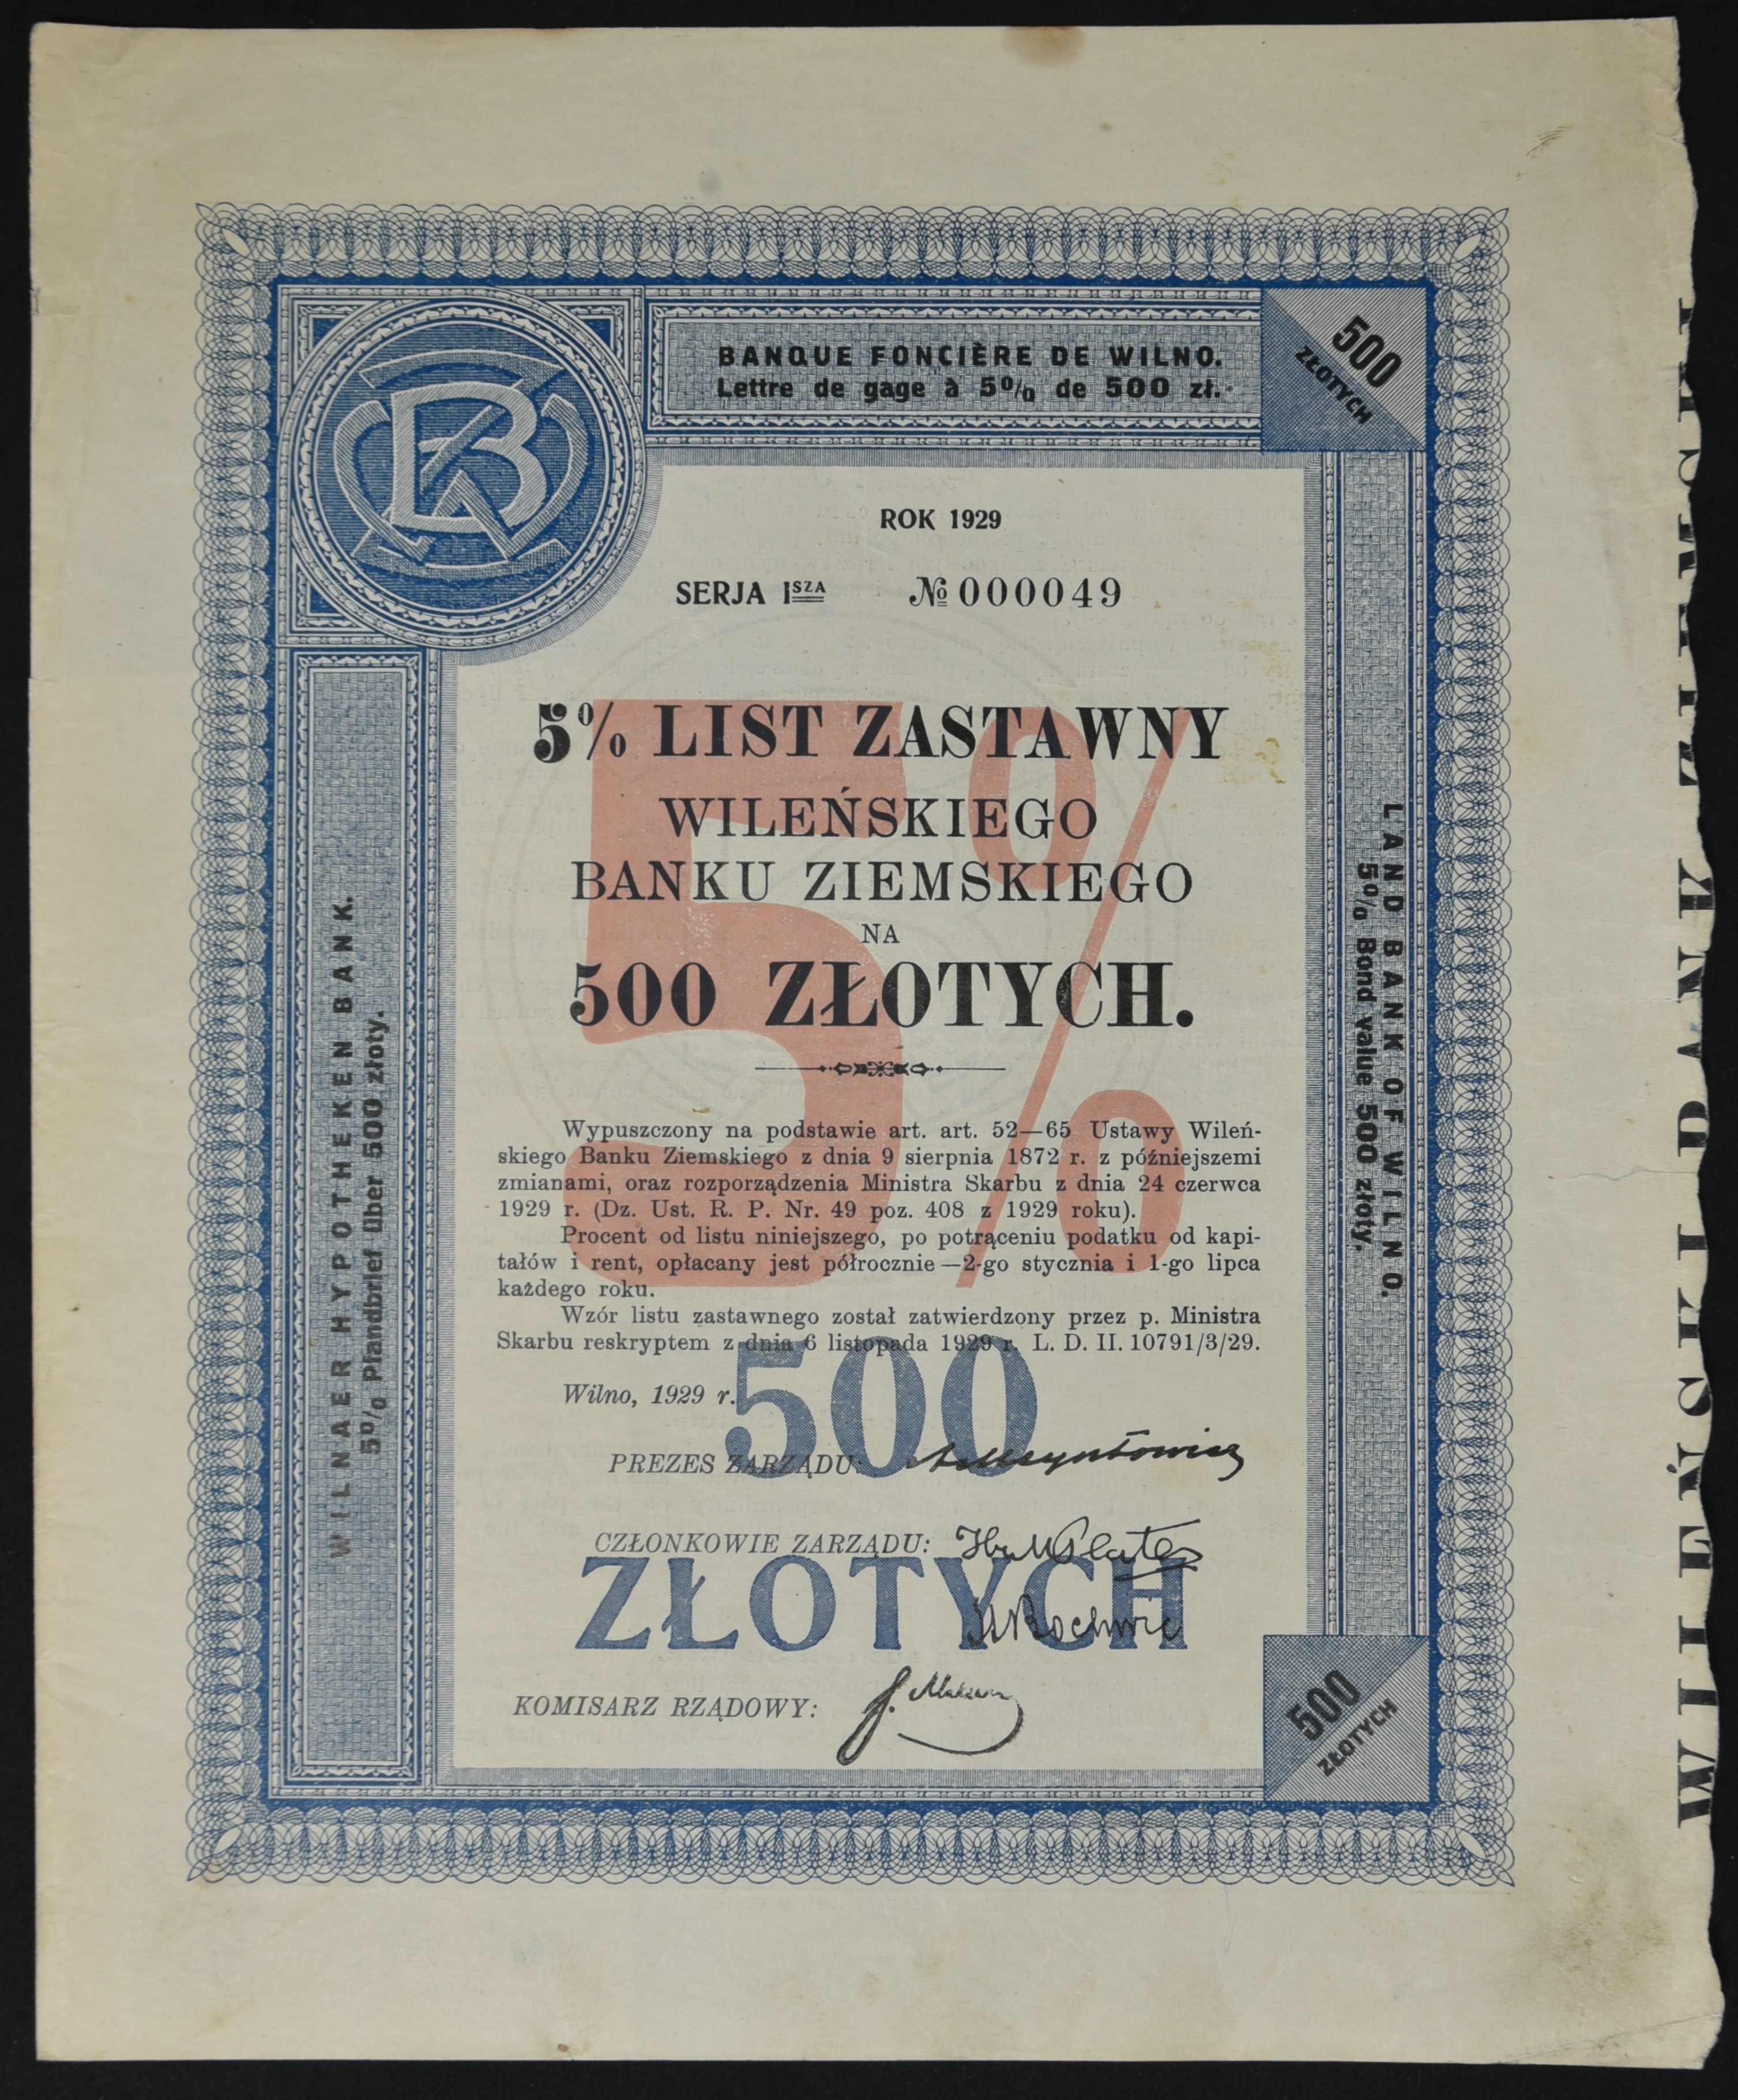 BANQUE FONCIÈRE DE WILNO.
Lettre de gage à 5% de 500 zł.
500
ZŁOTYCH
ROK 1929
SERJA ISZA № 000049
5% LIST ZASTAWNY
WILEŃSKIEGO
BANKU ZIEMSKIEGO
NA
500 ZŁOTYCH.
5%
Wypuszczony na podstawie art. art. 52—65 Ustawy Wileń-
skiego Banku Ziemskiego z dnia 9 sierpnia 1872 r. z późniejszemi
zmianami, oraz rozporządzenia Ministra Skarbu z dnia 24 czerwca
1929 r. (Dz. Ust. R. P. Nr. 49 poz. 408 z 1929 roku).
Procent od listu niniejszego, po potrąceniu podatku od kapi-
tałów i rent, opłacany jest półrocznie—2-go stycznia i 1-go lipca
każdego roku.
Wzór listu zastawnego został zatwierdzony przez p. Ministra
Skarbu reskryptem z dnia 6 listopada 1929 r. L. D. II. 10791/3/29.
Wilno, 1929 r.
500
PREZES ZARZĄDU:
CZŁONKOWIE ZARZĄDU:
ZŁOTYCH
KOMISARZ RZĄDOWY:
500
ZŁOTYCH
WILNAER HYPOTHEKEN BANK.
5% Pfandbrief über 500 złoty.
LAND BANK OF WILNO.
5% Bond value 500 złoty.
WILEŃSKI BANK ZIEMSKI